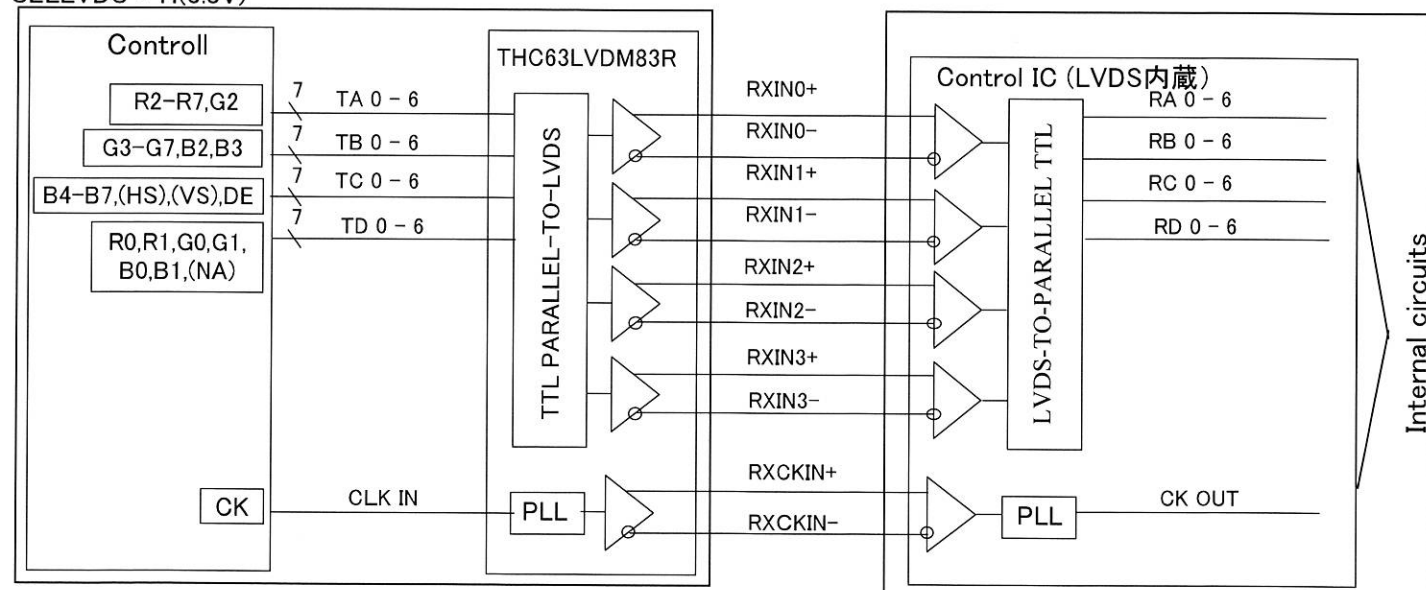 Controll
R2-R7,G2
G3-G7,B2,B3
B4-B7,(HS),(VS),DE
R0,R1,G0,G1,
B0,B1,(NA)
CK
7
TA 0 - 6
7
TB 0 - 6
7
TC 0 - 6
7
TD 0 - 6
CLK IN
THC63LVDM83R
TTL PARALLEL-TO-LVDS
PLL
RXIN0+
RXIN0-
RXIN1+
RXIN1-
RXIN2+
RXIN2-
RXIN3+
RXIN3-
RXCKIN+
RXCKIN-
Control IC (LVDS内蔵)
LVDS-TO-PARALLEL TTL
PLL
RA 0 - 6
RB 0 - 6
RC 0 - 6
RD 0 - 6
CK OUT
Internal circuits